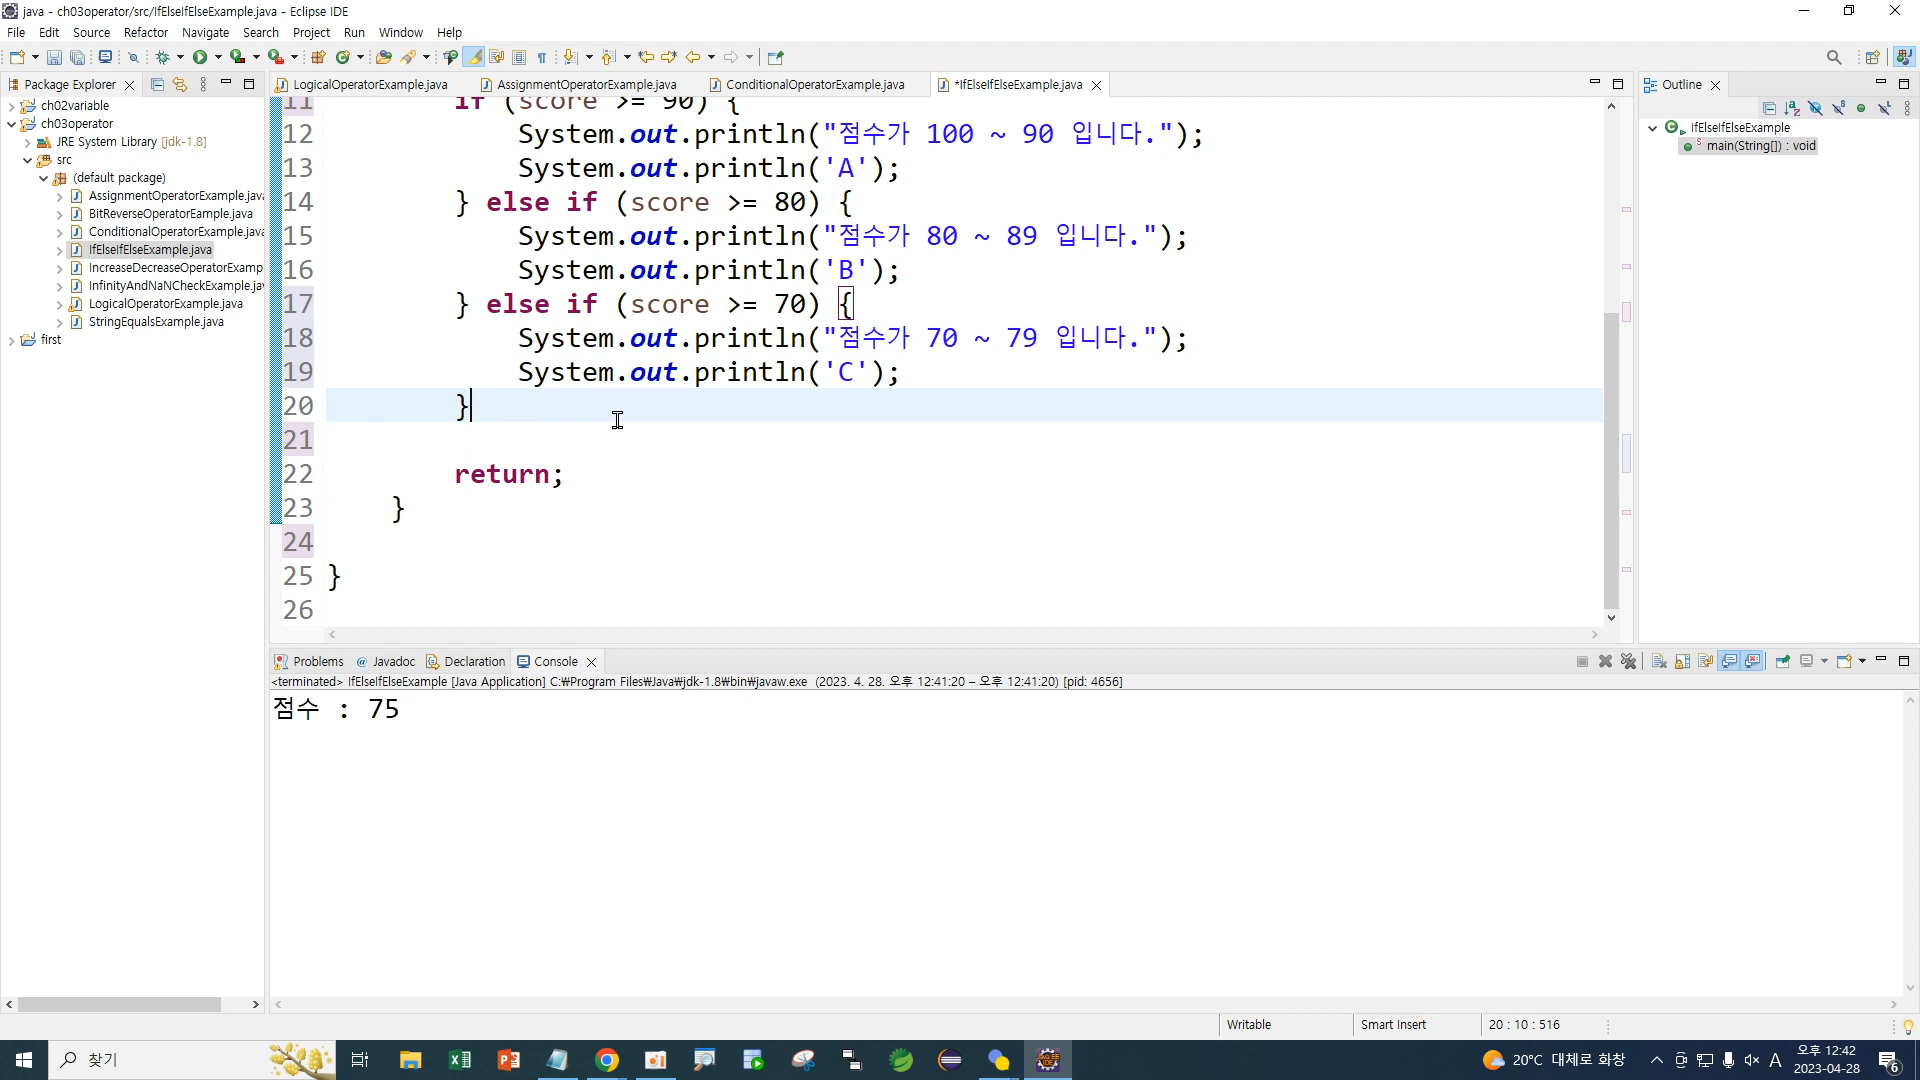 java - ch03operator/src/IfElseIfElseExample.java - Eclipse IDE
File Edit Source Refactor Navigate Search Project Run Window Help
Package Explorer
LogicalOperatorExample.java AssignmentOperatorExample.java ConditionalOperatorExample.java *IfElseIfElseExample.java
Outline
ch02variable
ch03operator
JRE System Library [jdk-1.8]
src
(default package)
AssignmentOperatorExample.java
BitReverseOperatorEample.java
ConditionalOperatorExample.java
IfElseIfElseExample.java
IncreaseDecreaseOperatorExamp
InfinityAndNaNCheckExample.jav
LogicalOperatorExample.java
StringEqualsExample.java
first
11 if (score >= 90) {
12 System.out.println("점수가 100 ~ 90 입니다.");
13 System.out.println('A');
14 } else if (score >= 80) {
15 System.out.println("점수가 80 ~ 89 입니다.");
16 System.out.println('B');
17 } else if (score >= 70) {
18 System.out.println("점수가 70 ~ 79 입니다.");
19 System.out.println('C');
20 }
21
22 return;
23 }
24
25 }
26
IfElseIfElseExample
main(String[]) : void
Problems Javadoc Declaration Console
<terminated> IfElseIfElseExample [Java Application] C:₩Program Files₩Java₩jdk-1.8₩bin₩javaw.exe (2023. 4. 28. 오후 12:41:20 – 오후 12:41:20) [pid: 4656]
점수 : 75
Writable Smart Insert 20 : 10 : 516
찾기
20°C 대체로 화창
A
오후 12:42
2023-04-28
6